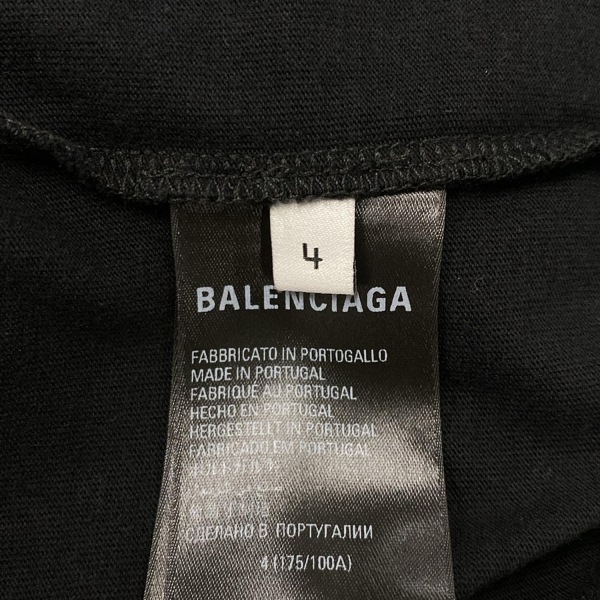 4
BALENCIAGA
FABBRICATO IN PORTOGALLO
MADE IN PORTUGAL
FABRIQUÉ AU PORTUGAL
HECHO EN PORTUGAL
HERGESTELLT IN PORTUGAL
FABRICADO EM PORTUGAL
СДЕЛАНО В ПОРТУГАЛИИ
4 (175/100A)